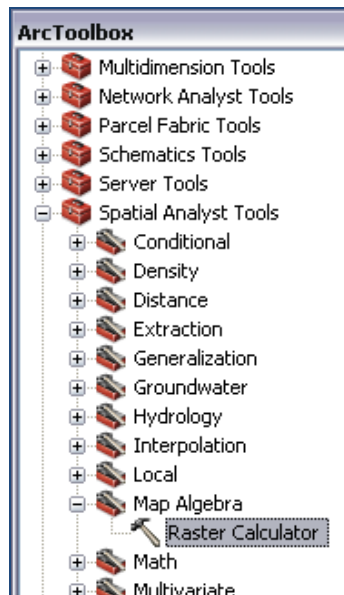 ArcToolbox
Multidimension Tools
Network Analyst Tools
Parcel Fabric Tools
Schematics Tools
Server Tools
Spatial Analyst Tools
Conditional
Density
Distance
Extraction
Generalization
Groundwater
Hydrology
Interpolation
Local
Map Algebra
Raster Calculator
Math
Multivariate